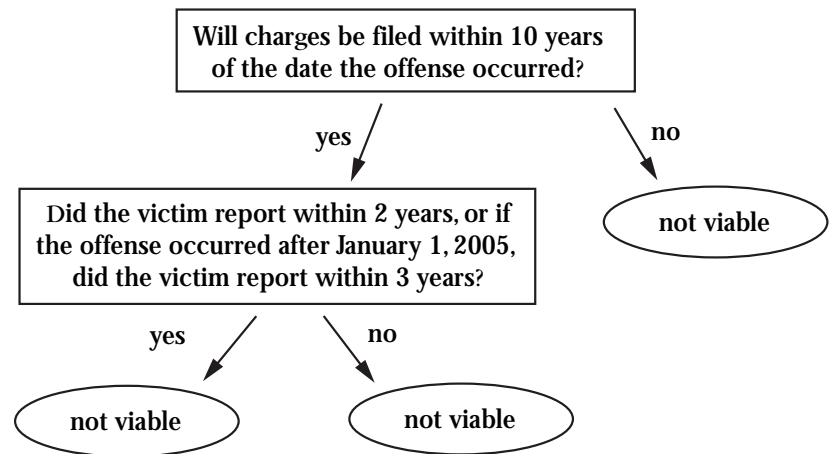 Will charges be filed within 10 years
of the date the offense occurred?
yes
no
Did the victim report within 2 years, or if
the offense occurred after January 1, 2005,
did the victim report within 3 years?
not viable
yes
no
not viable
not viable